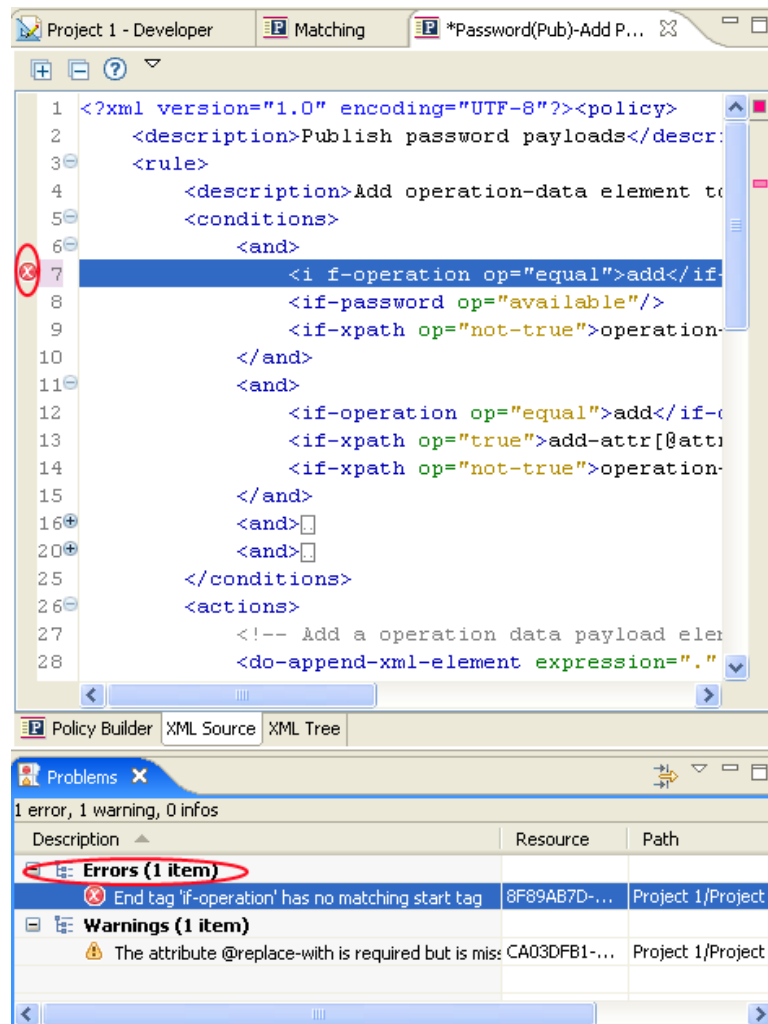 Project 1 - Developer Matching *Password(Pub)-Add P...
1 <?xml version="1.0" encoding="UTF-8"?><policy>
2 <description>Publish password payloads</descr
3 <rule>
4 <description>Add operation-data element to
5 <conditions>
6 <and>
7 <i f-operation op="equal">add</if-
8 <if-password op="available"/>
9 <if-xpath op="not-true">operation-
10 </and>
11 <and>
12 <if-operation op="equal">add</if-o
13 <if-xpath op="true">add-attr[@attr
14 <if-xpath op="not-true">operation-
15 </and>
16 <and>
20 <and>
25 </conditions>
26 <actions>
27 <!-- Add a operation data payload elem
28 <do-append-xml-element expression="."
Policy Builder XML Source XML Tree
Problems
1 error, 1 warning, 0 infos
Description Resource Path
Errors (1 item)
End tag 'if-operation' has no matching start tag 8F89AB7D-... Project 1/Project
Warnings (1 item)
The attribute @replace-with is required but is miss CA03DFB1-... Project 1/Project